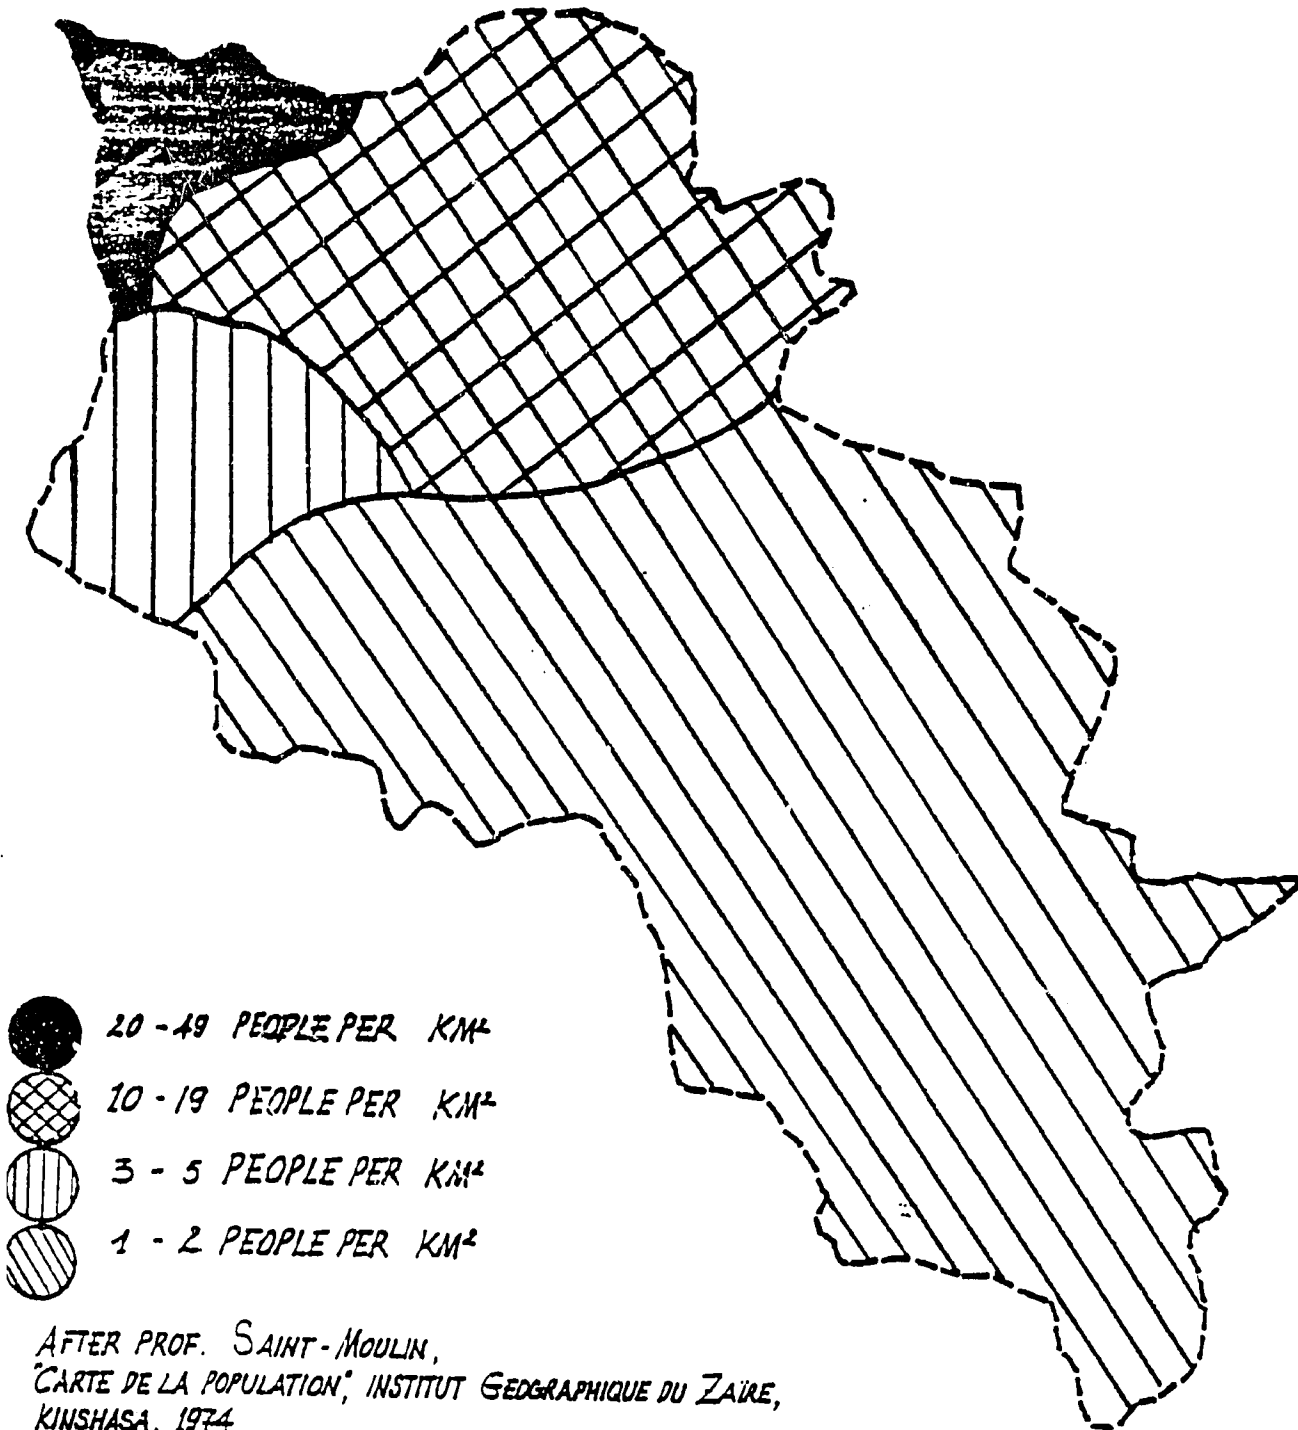 20 - 49 PEOPLE PER KM²
10 - 19 PEOPLE PER KM²
3 - 5 PEOPLE PER KM²
1 - 2 PEOPLE PER KM²
AFTER PROF. SAINT-MOULIN,
"CARTE DE LA POPULATION", INSTITUT GEOGRAPHIQUE DU ZAÏRE,
KINSHASA, 1974